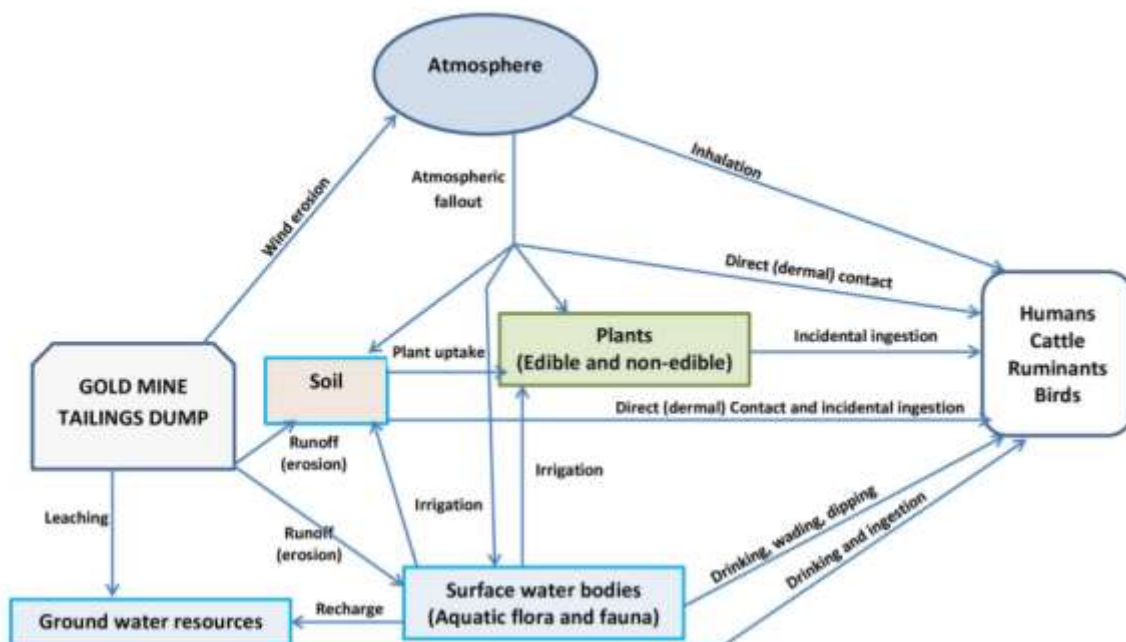 Atmosphere
Inhalation
Atmospheric
fallout
Wind erosion
Direct (dermal) contact
Humans
Cattle
Ruminants
Birds
Plants
(Edible and non-edible)
Incidental ingestion
Plant uptake
Soil
GOLD MINE
TAILINGS DUMP
Direct (dermal) Contact and incidental ingestion
Runoff
(erosion)
Irrigation
Irrigation
Leaching
Runoff
(erosion)
Drinking, wading, dipping
Drinking and ingestion
Surface water bodies
(Aquatic flora and fauna)
Recharge
Ground water resources